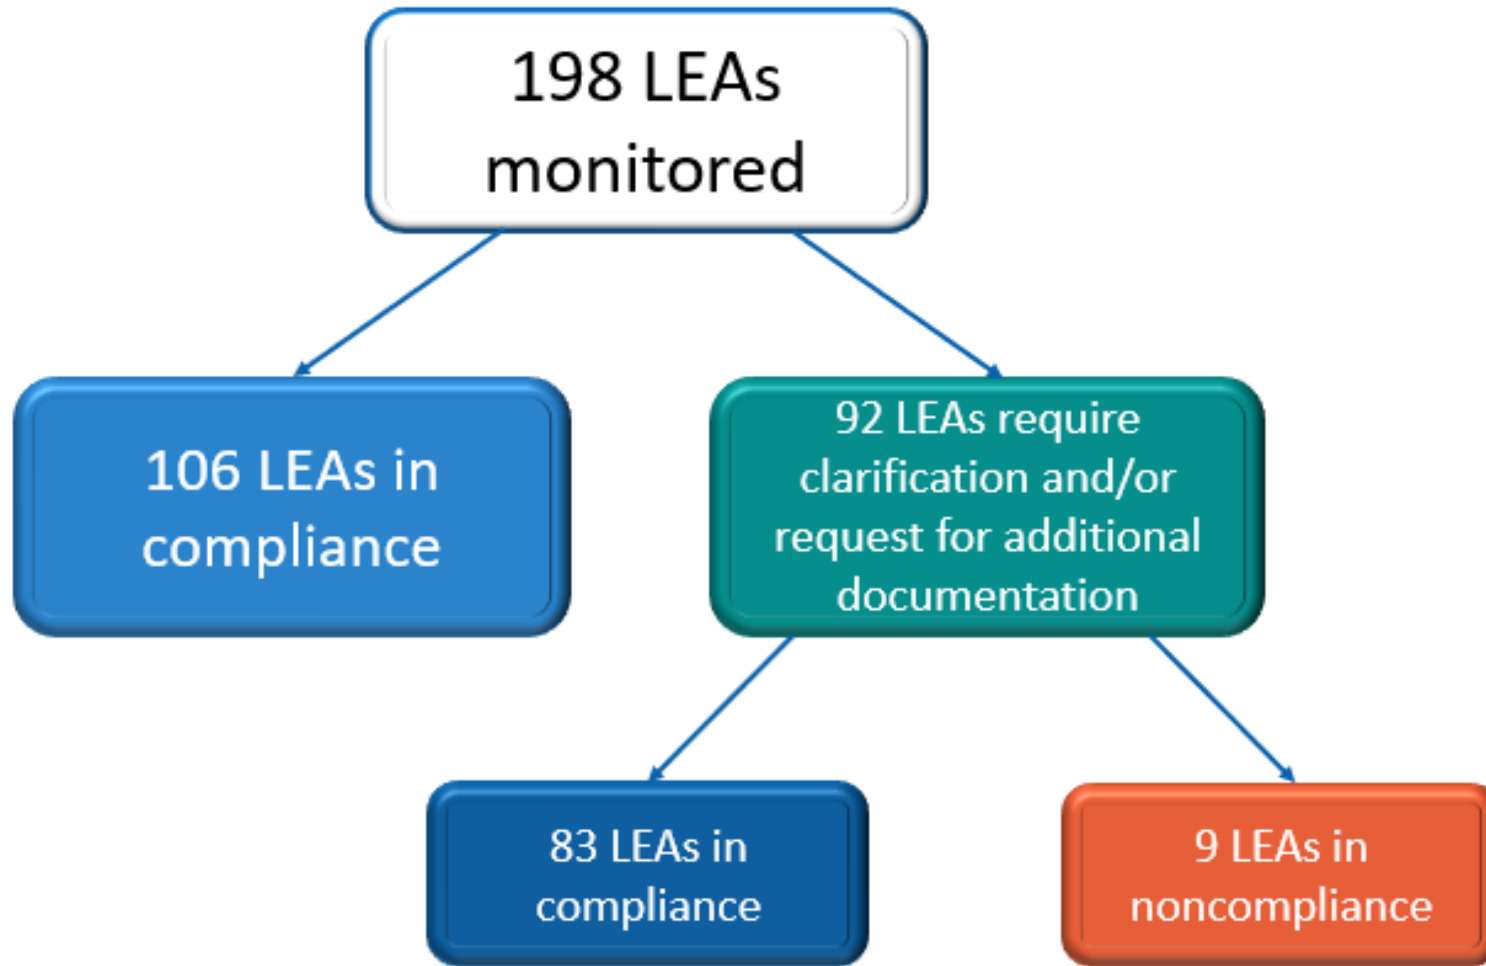 198 LEAs
monitored
106 LEAs in
compliance
92 LEAs require
clarification and/or
request for additional
documentation
83 LEAs in
compliance
9 LEAs in
noncompliance